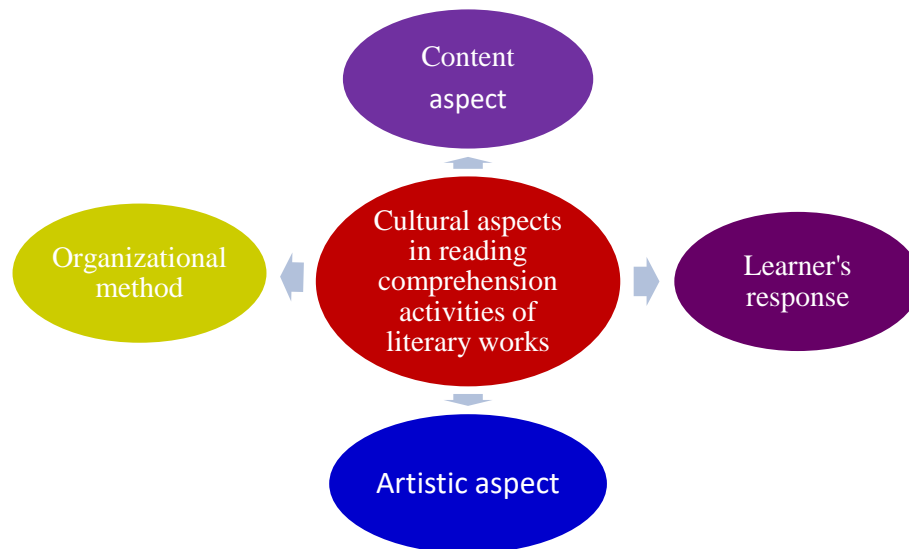 Content
aspect
Organizational
method
Cultural aspects
in reading
comprehension
activities of
literary works
Learner's
response
Artistic aspect